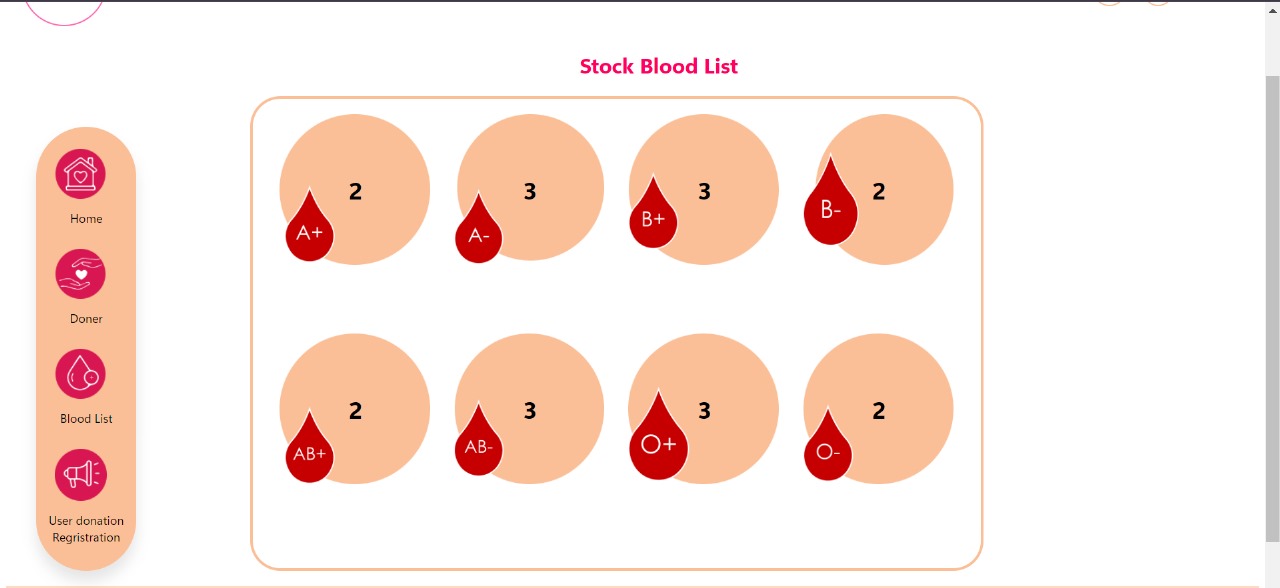 Stock Blood List
Home
Doner
Blood List
User donation
Regristration
2
3
3
2
A+
A-
B+
B-
2
3
3
2
AB+
AB-
O+
O-